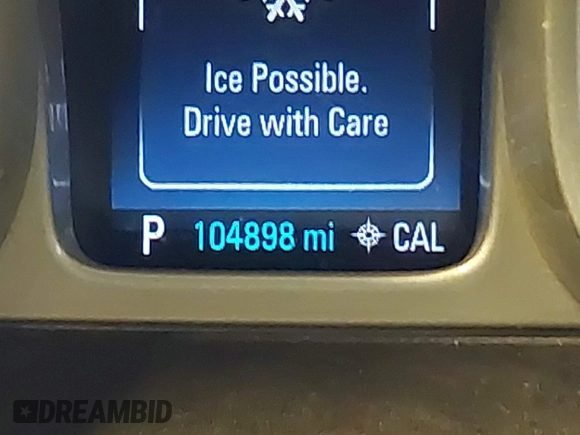 Ice Possible.
Drive with Care
P 104898 mi CAL
DREAMBID